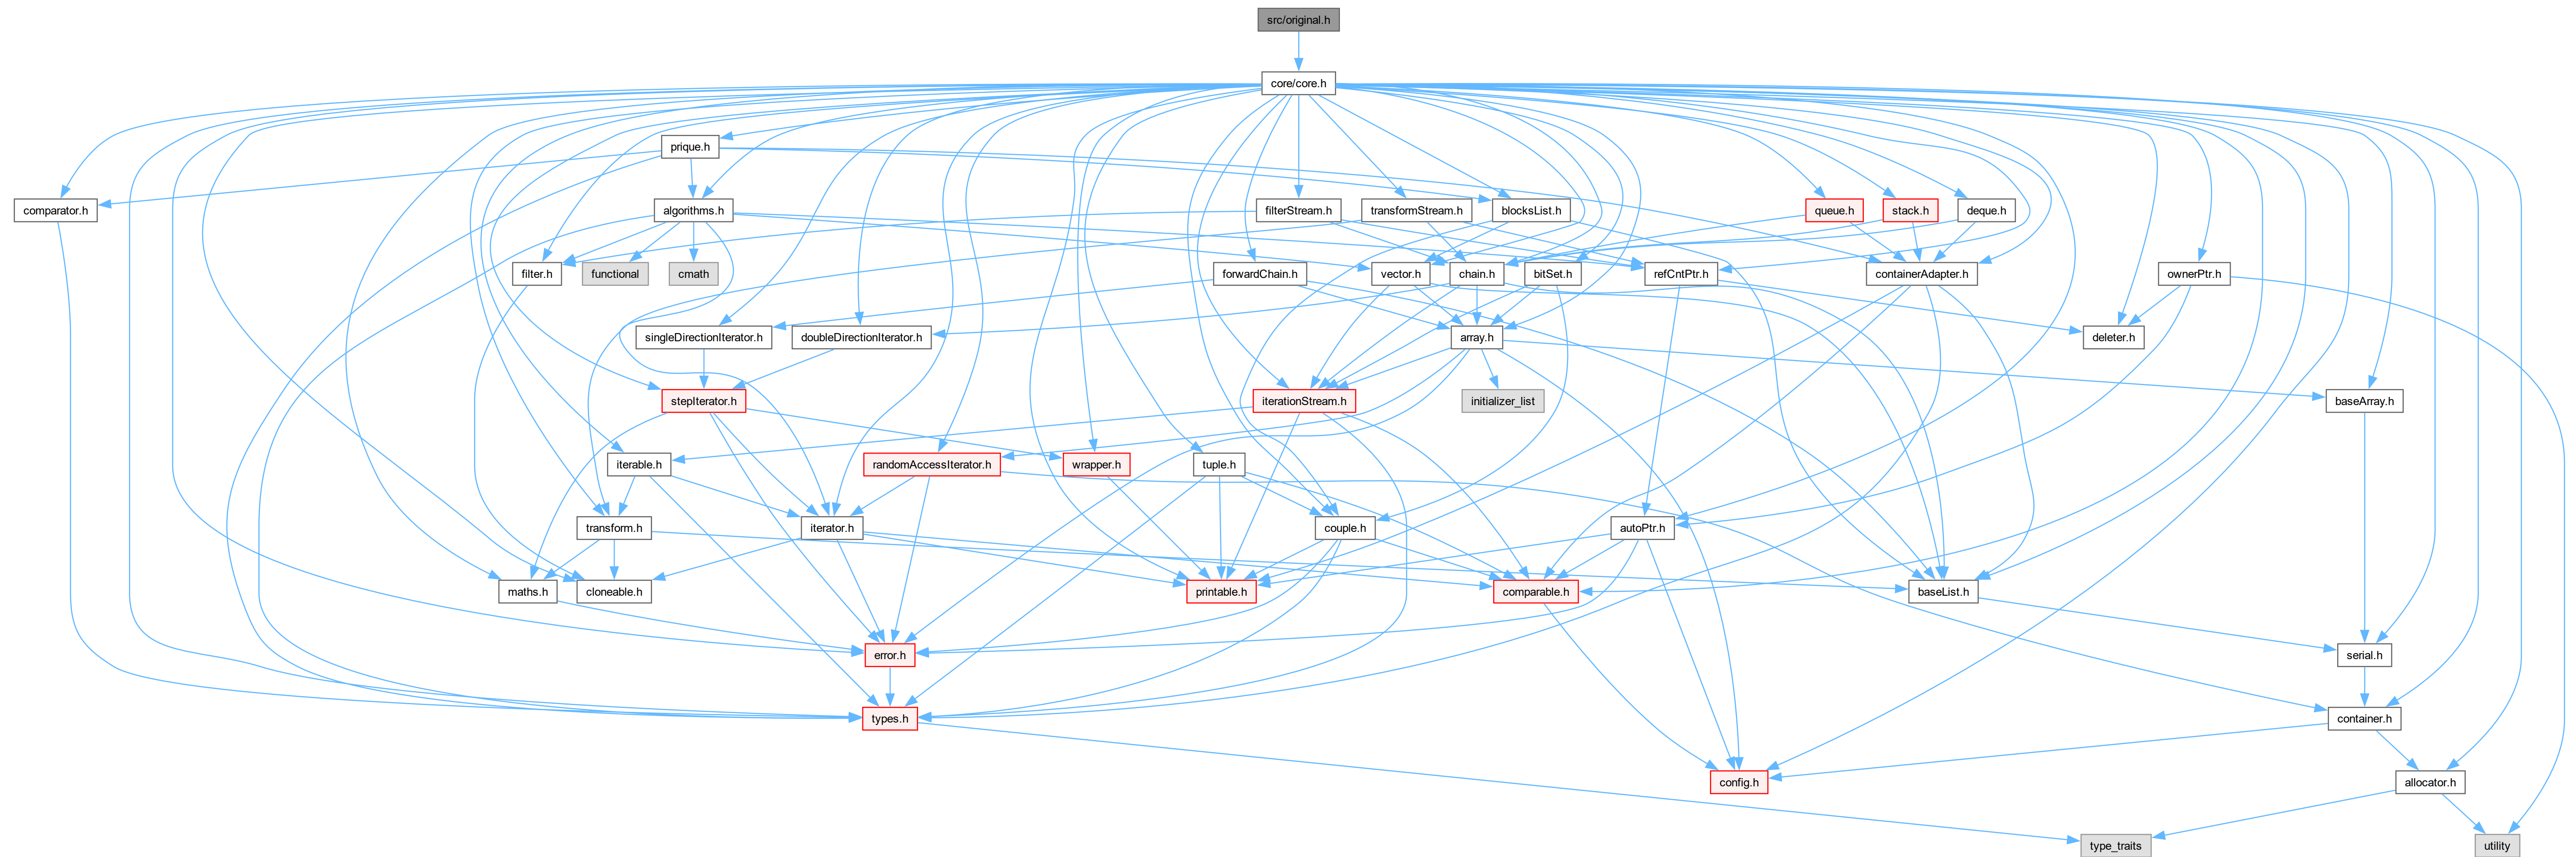 src/original.h
core/core.h
prique.h
comparator.h
algorithms.h
filterStream.h
transformStream.h
blocksList.h
queue.h
stack.h
deque.h
filter.h
functional
cmath
forwardChain.h
vector.h
chain.h
bitSet.h
refCntPtr.h
containerAdapter.h
ownerPtr.h
singleDirectionIterator.h
doubleDirectionIterator.h
array.h
deleter.h
stepIterator.h
iterationStream.h
initializer_list
baseArray.h
iterable.h
randomAccessIterator.h
wrapper.h
tuple.h
transform.h
iterator.h
couple.h
autoPtr.h
maths.h
cloneable.h
printable.h
comparable.h
baseList.h
error.h
serial.h
types.h
container.h
config.h
allocator.h
type_traits
utility